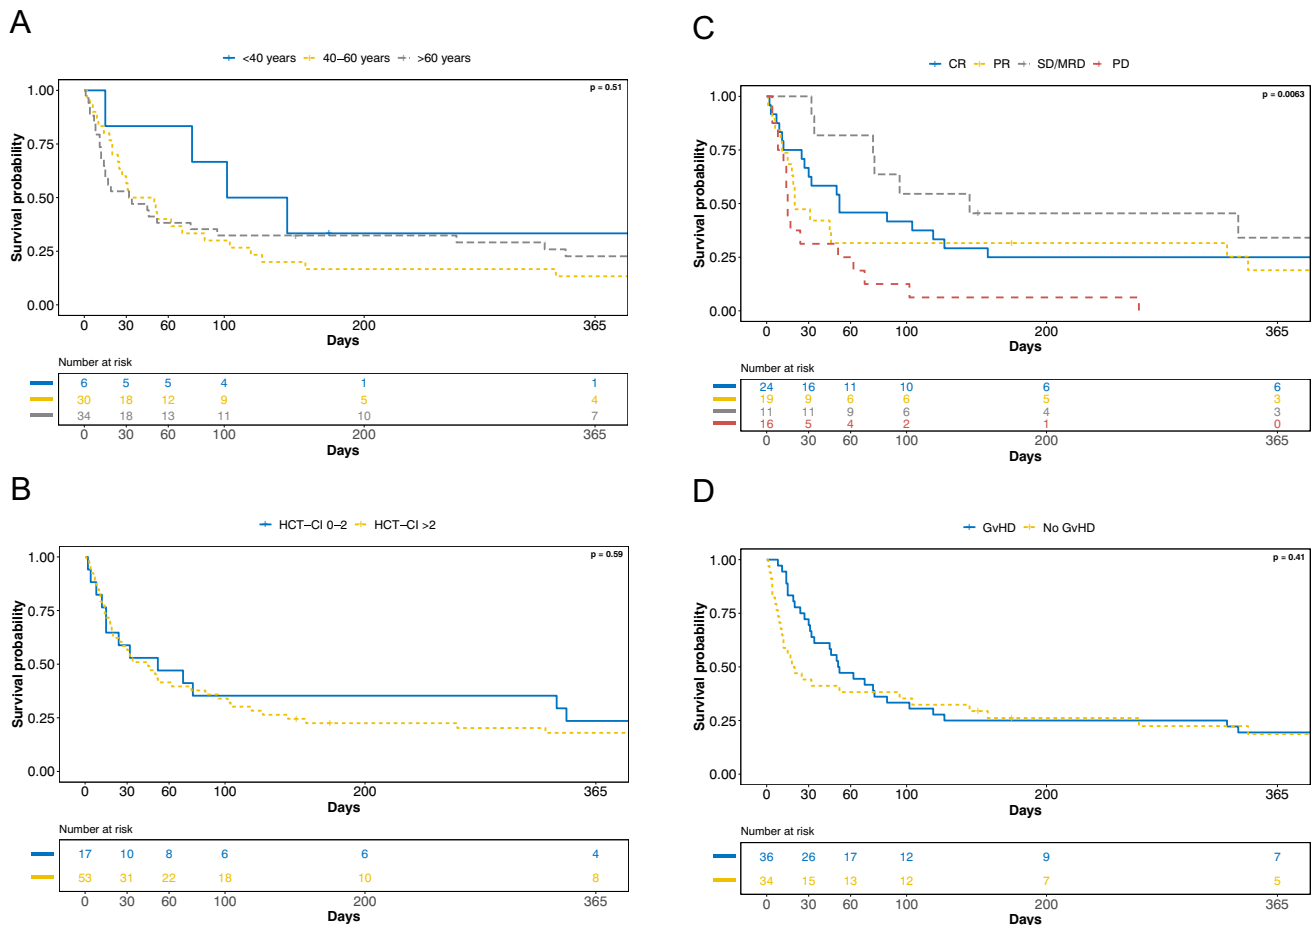 A
<40 years 40–60 years >60 years
p = 0.51
Survival probability
1.00
0.75
0.50
0.25
0.00
0 30 60 100 200 365
Days
Number at risk
6 5 5 4 1 1
30 18 12 9 5 4
34 18 13 11 10 7
0 30 60 100 200 365
Days
B
HCT–CI 0–2 HCT–CI >2
p = 0.59
Survival probability
1.00
0.75
0.50
0.25
0.00
0 30 60 100 200 365
Days
Number at risk
17 10 8 6 6 4
53 31 22 18 10 8
0 30 60 100 200 365
Days
C
CR PR SD/MRD PD
p = 0.0063
Survival probability
1.00
0.75
0.50
0.25
0.00
0 30 60 100 200 365
Days
Number at risk
24 16 11 10 6 6
19 9 6 6 5 3
11 11 9 6 4 3
16 5 4 2 1 0
0 30 60 100 200 365
Days
D
GvHD No GvHD
p = 0.41
Survival probability
1.00
0.75
0.50
0.25
0.00
0 30 60 100 200 365
Days
Number at risk
36 26 17 12 9 7
34 15 13 12 7 5
0 30 60 100 200 365
Days